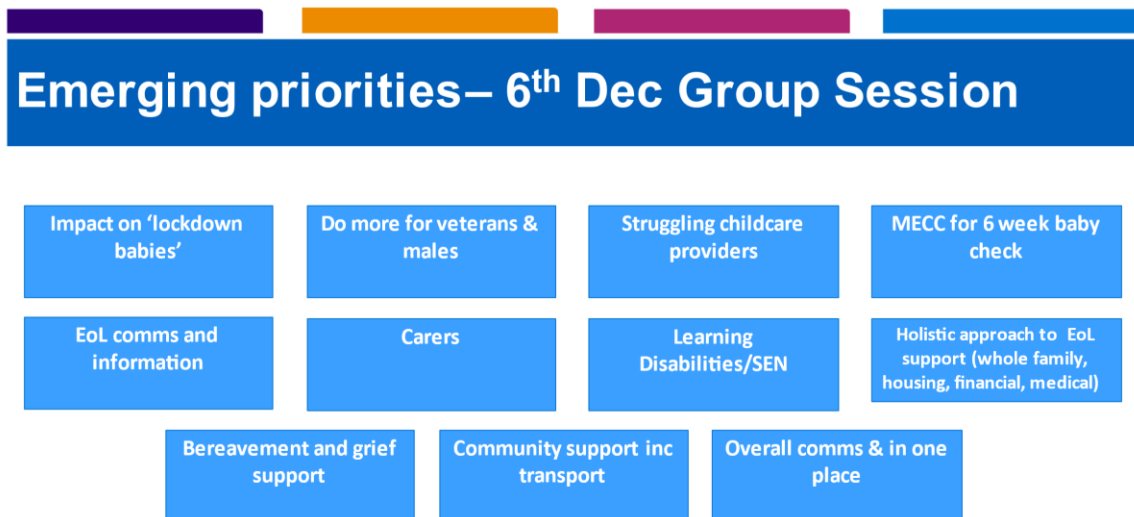 Emerging priorities– 6th Dec Group Session
Impact on ‘lockdown
babies’
Do more for veterans &
males
Struggling childcare
providers
MECC for 6 week baby
check
EoL comms and
information
Carers
Learning
Disabilities/SEN
Holistic approach to EoL
support (whole family,
housing, financial, medical)
Bereavement and grief
support
Community support inc
transport
Overall comms & in one
place